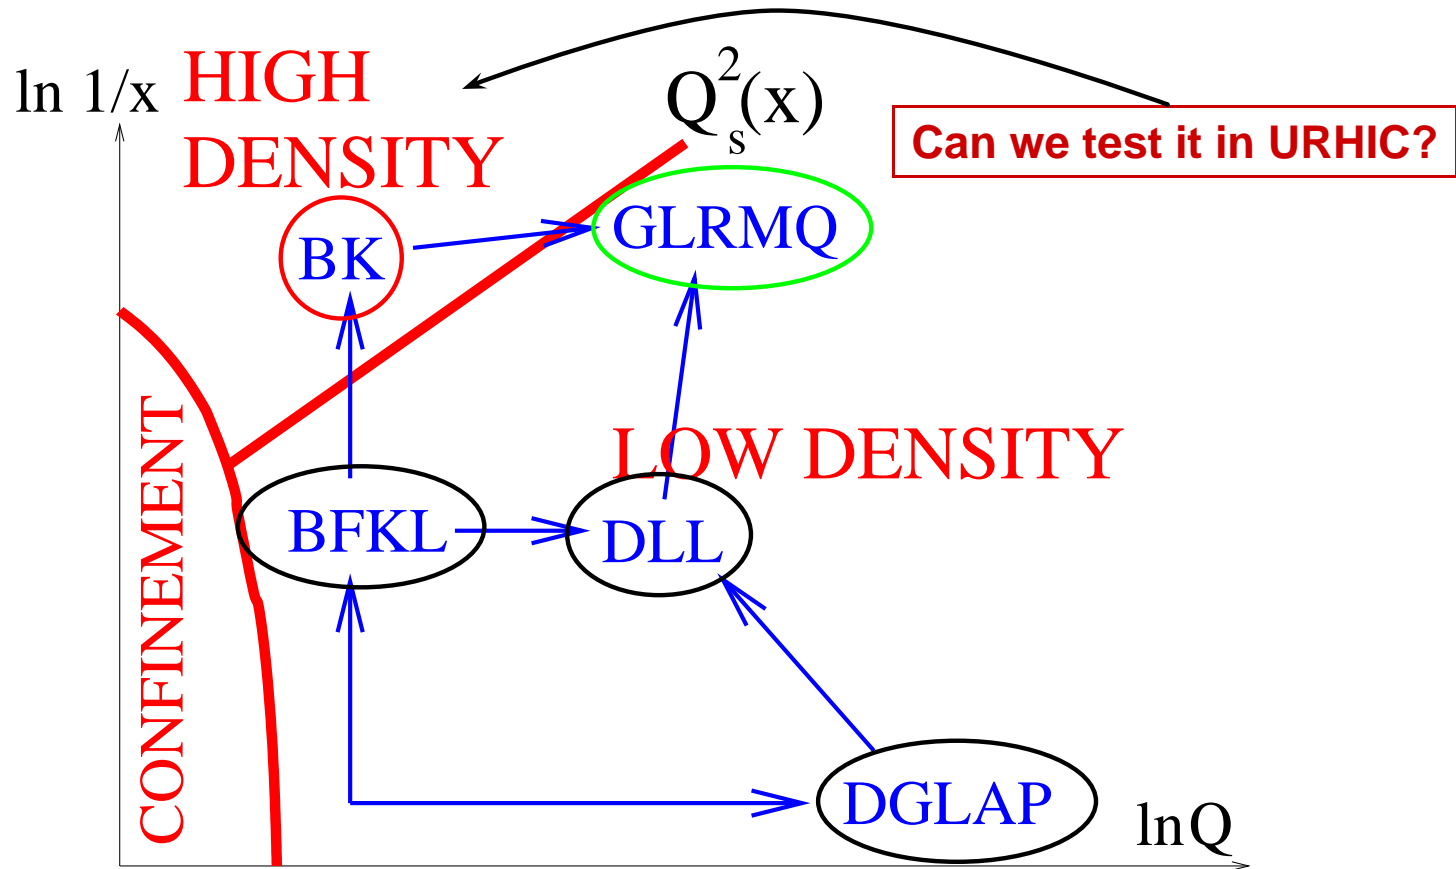 ln 1/x
HIGH
DENSITY
Q_s^2(x)
Can we test it in URHIC?
BK
GLRMQ
CONFINEMENT
LOW DENSITY
BFKL
DLL
DGLAP
lnQ